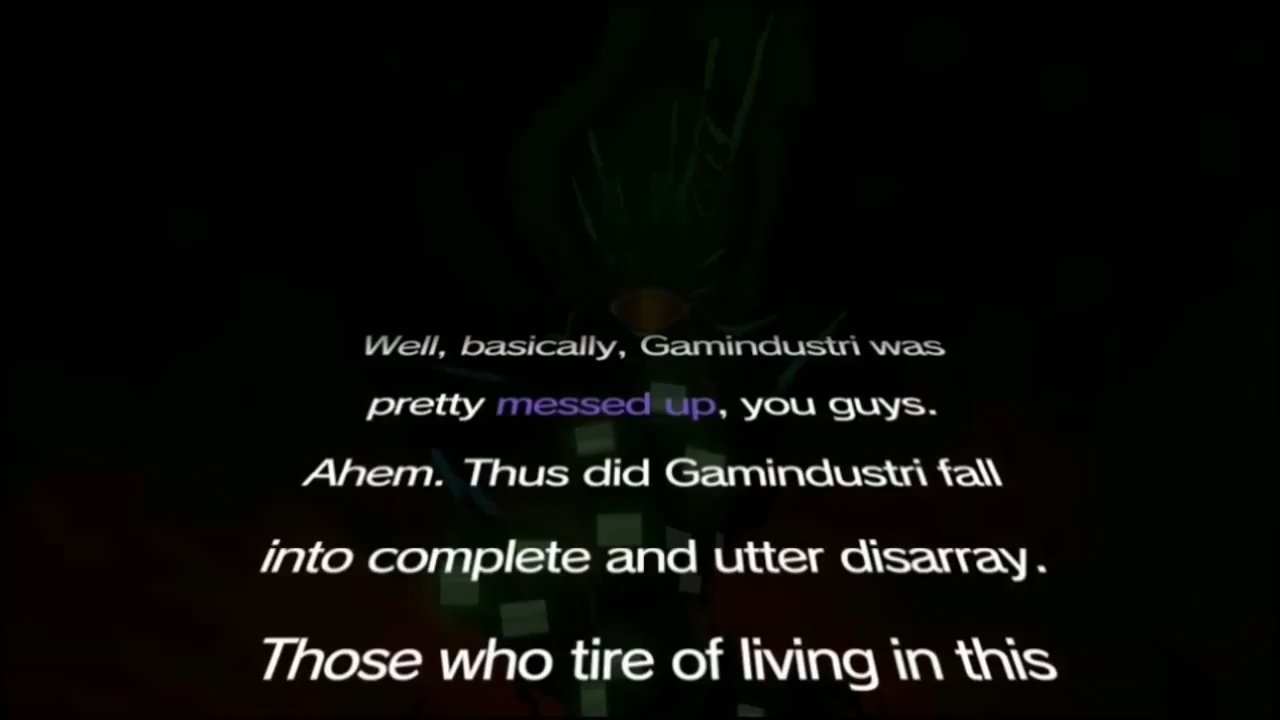 Well, basically, Gamindustri was
pretty messed up, you guys.
Ahem. Thus did Gamindustri fall
into complete and utter disarray.
Those who tire of living in this